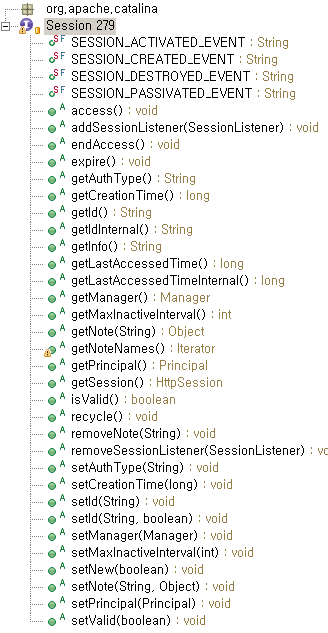 org.apache.catalina
Session 279
SESSION_ACTIVATED_EVENT : String
SESSION_CREATED_EVENT : String
SESSION_DESTROYED_EVENT : String
SESSION_PASSIVATED_EVENT : String
access() : void
addSessionListener(SessionListener) : void
endAccess() : void
expire() : void
getAuthType() : String
getCreationTime() : long
getId() : String
getIdInternal() : String
getInfo() : String
getLastAccessedTime() : long
getLastAccessedTimeInternal() : long
getManager() : Manager
getMaxInactiveInterval() : int
getNote(String) : Object
getNoteNames() : Iterator
getPrincipal() : Principal
getSession() : HttpSession
isValid() : boolean
recycle() : void
removeNote(String) : void
removeSessionListener(SessionListener) : vo
setAuthType(String) : void
setCreationTime(long) : void
setId(String) : void
setId(String, boolean) : void
setManager(Manager) : void
setMaxInactiveInterval(int) : void
setNew(boolean) : void
setNote(String, Object) : void
setPrincipal(Principal) : void
setValid(boolean) : void